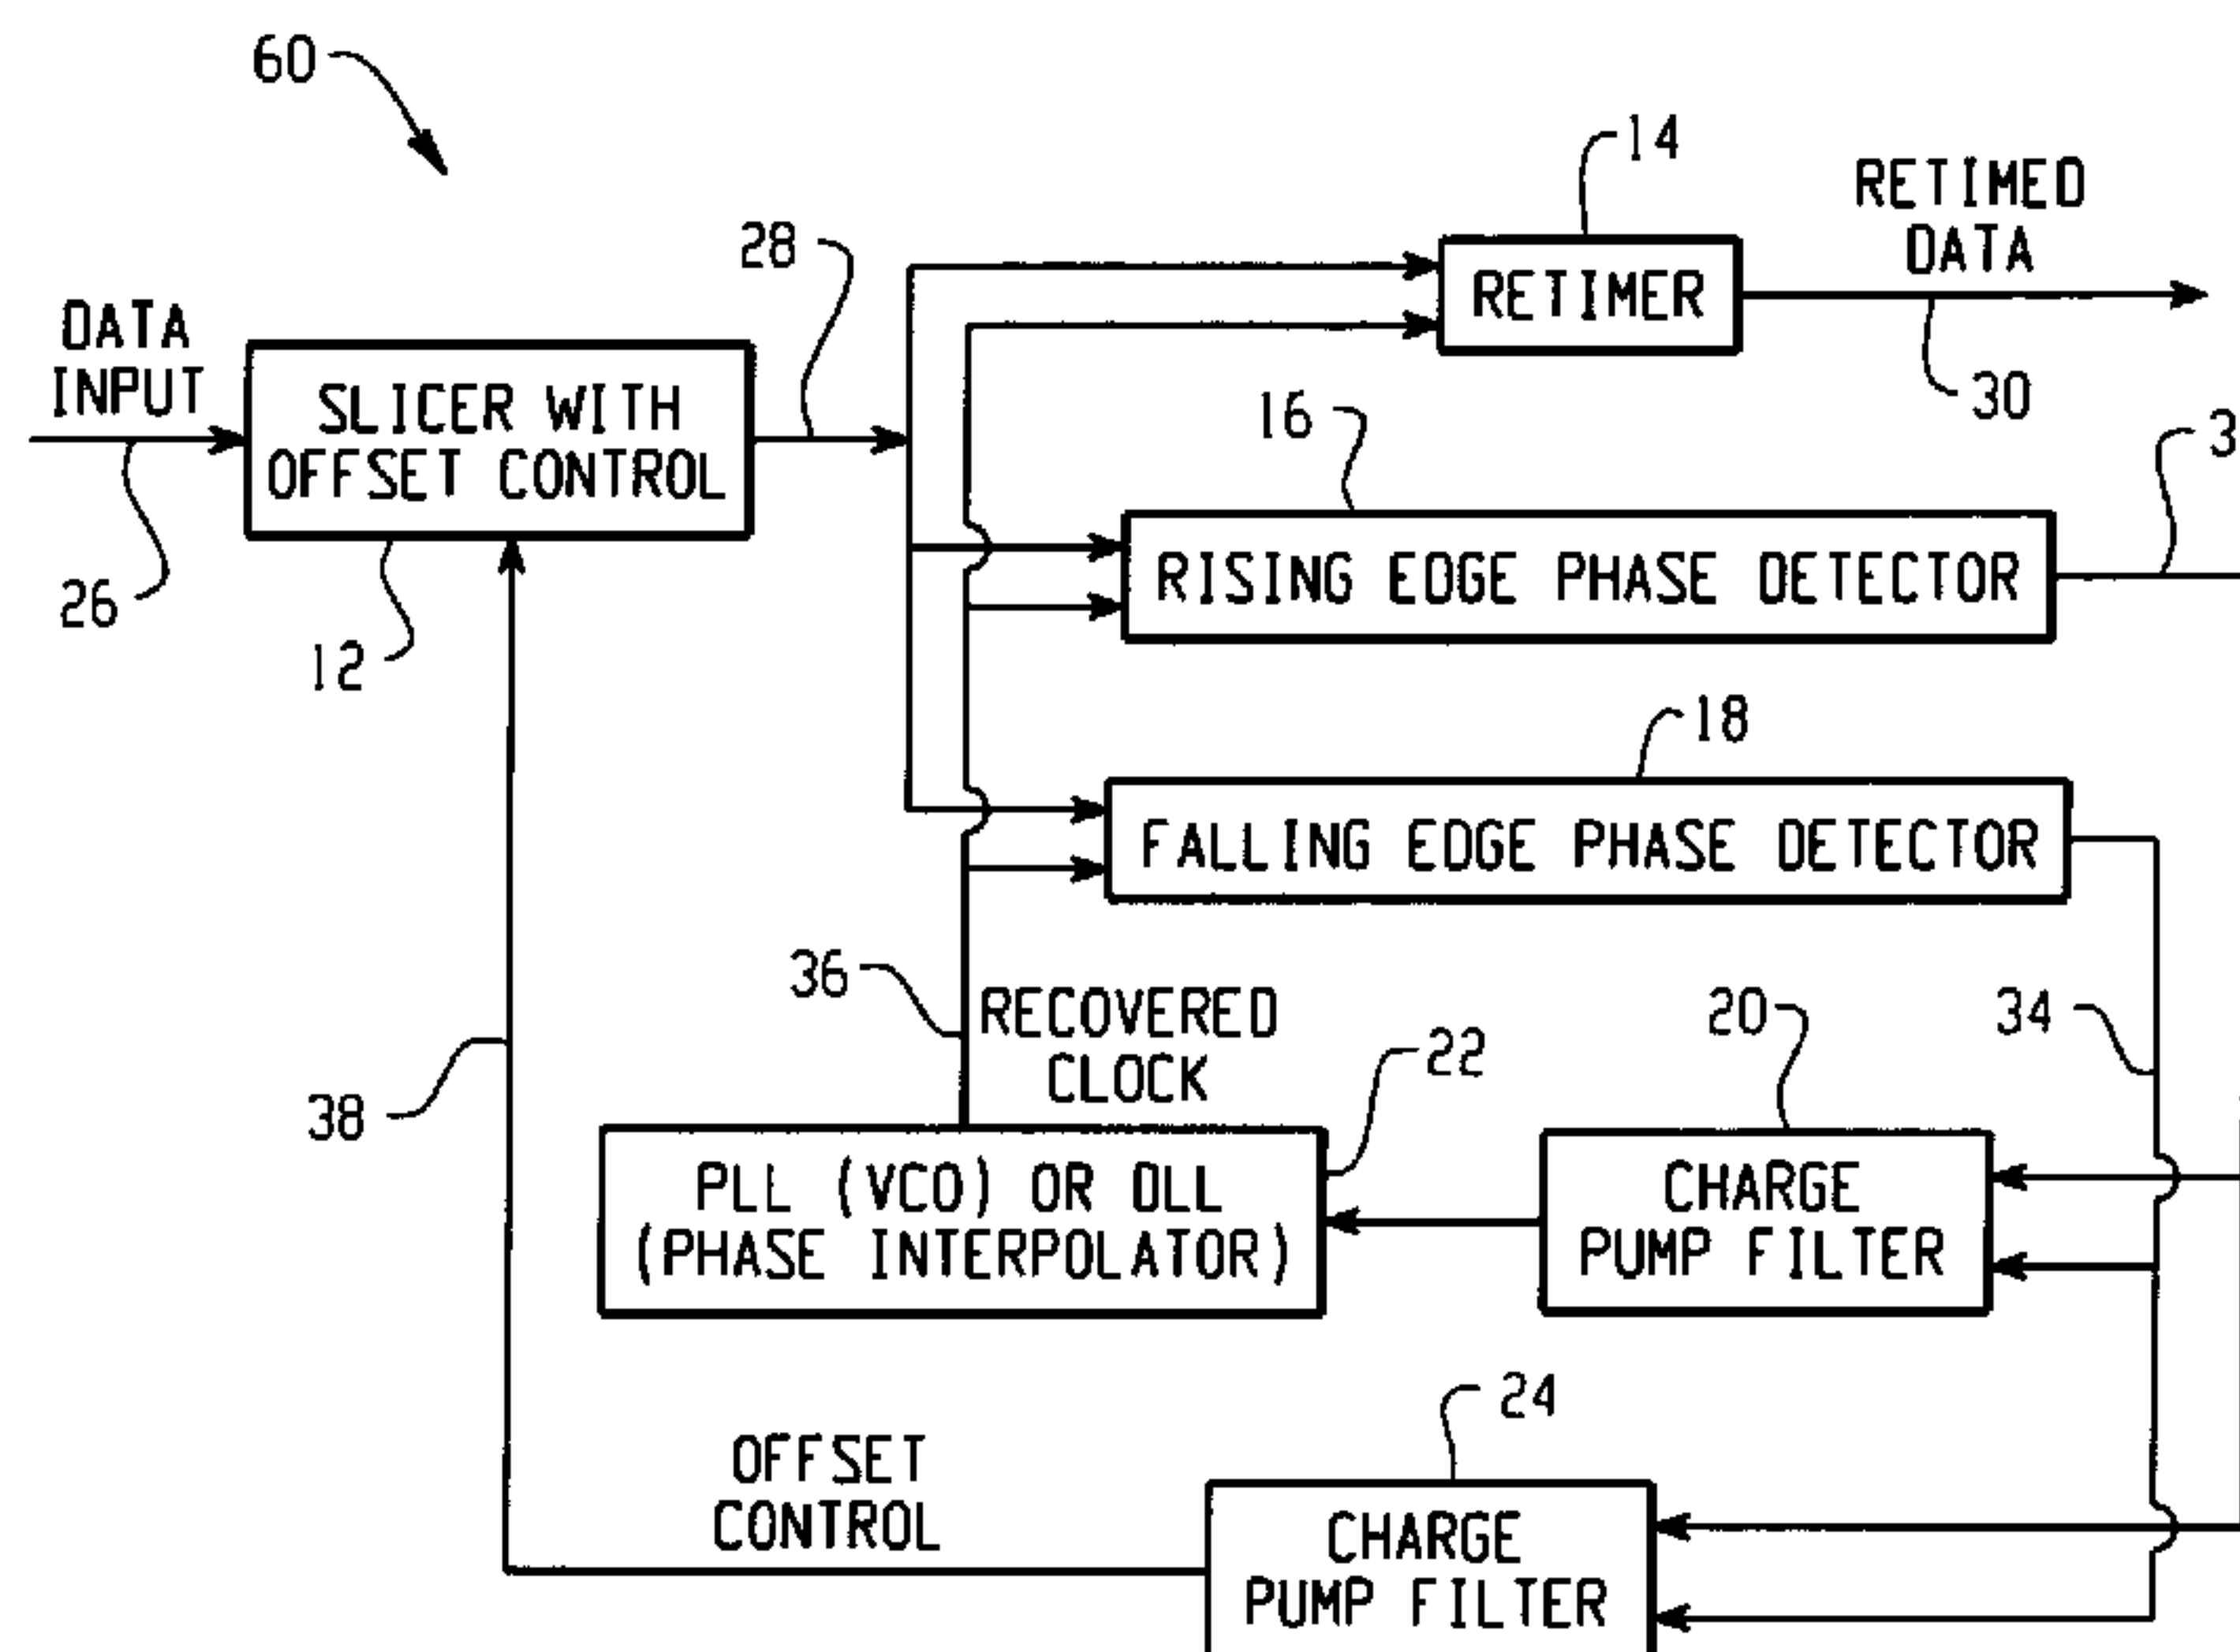 60
14
RETIMED
DATA
28
RETIMER
DATA
INPUT
SLICER WITH
OFFSET CONTROL
30
16
3
26
12
RISING EDGE PHASE DETECTOR
18
FALLING EDGE PHASE DETECTOR
36
RECOVERED
CLOCK
22
20
34
38
PLL (VCO) OR DLL
(PHASE INTERPOLATOR)
CHARGE
PUMP FILTER
24
OFFSET
CONTROL
CHARGE
PUMP FILTER